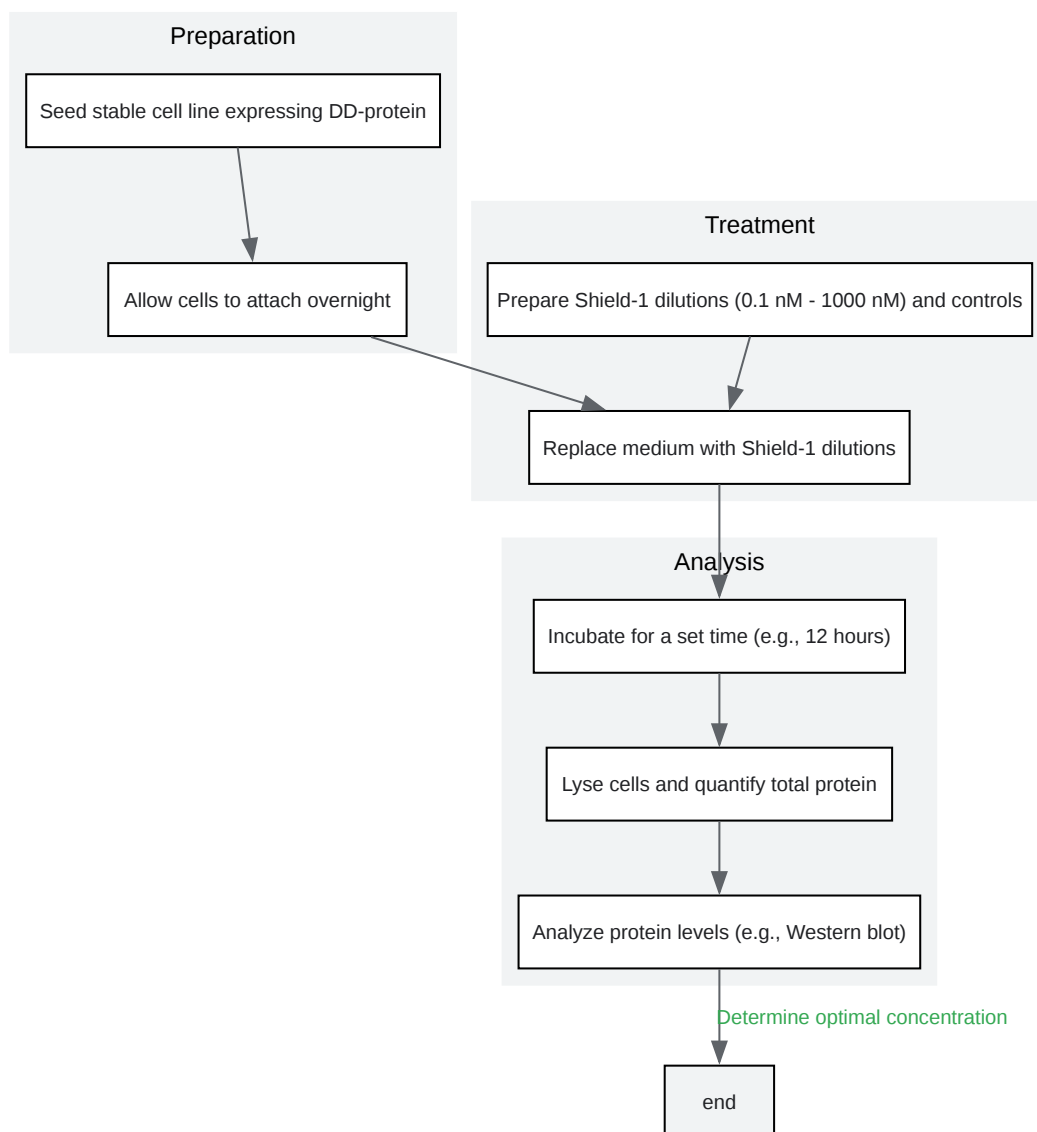 Preparation
Seed stable cell line expressing DD-protein
Allow cells to attach overnight
Treatment
Prepare Shield-1 dilutions (0.1 nM - 1000 nM) and controls
Replace medium with Shield-1 dilutions
Analysis
Incubate for a set time (e.g., 12 hours)
Lyse cells and quantify total protein
Analyze protein levels (e.g., Western blot)
Determine optimal concentration
end